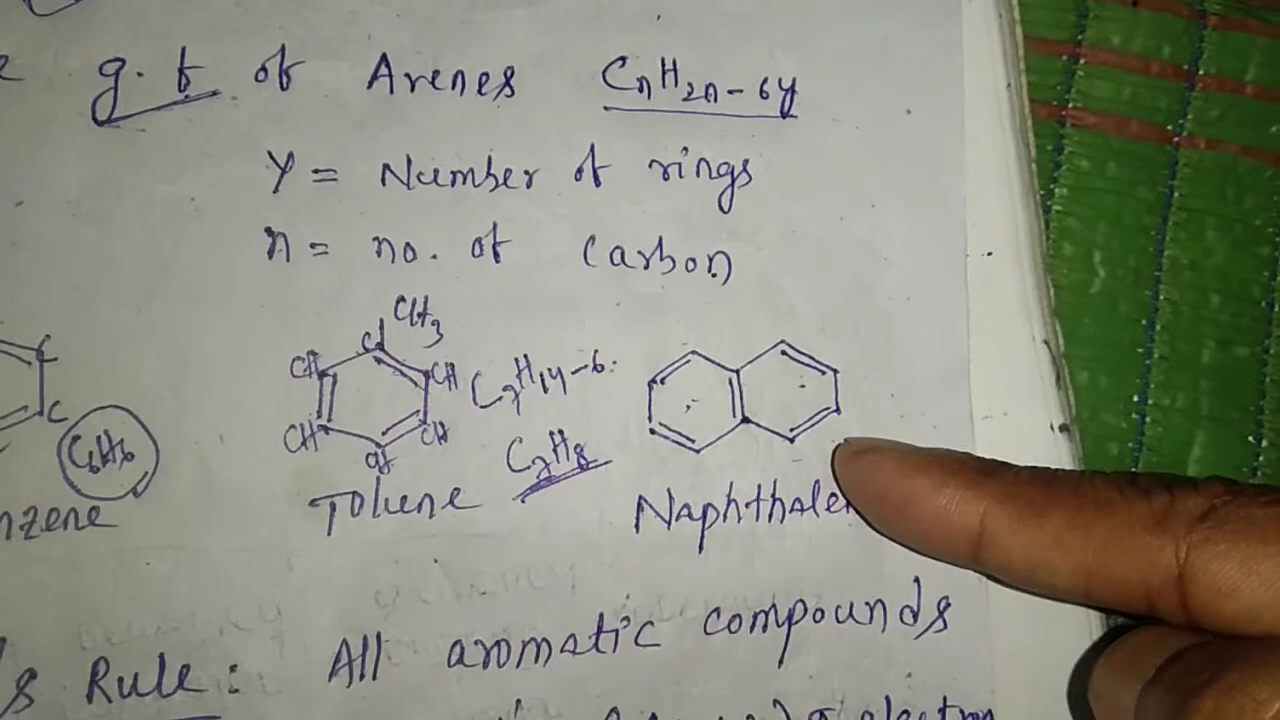 g.f of Arenes CnH2n-6y
Y = Number of rings
n = no. of Carbon
CH3
C CH CH CH CH CH
C7H14-6
C7H8
C
C
C6H6
nzene
Toluene
Naphthale
s Rule: All aromatic compounds
π electron